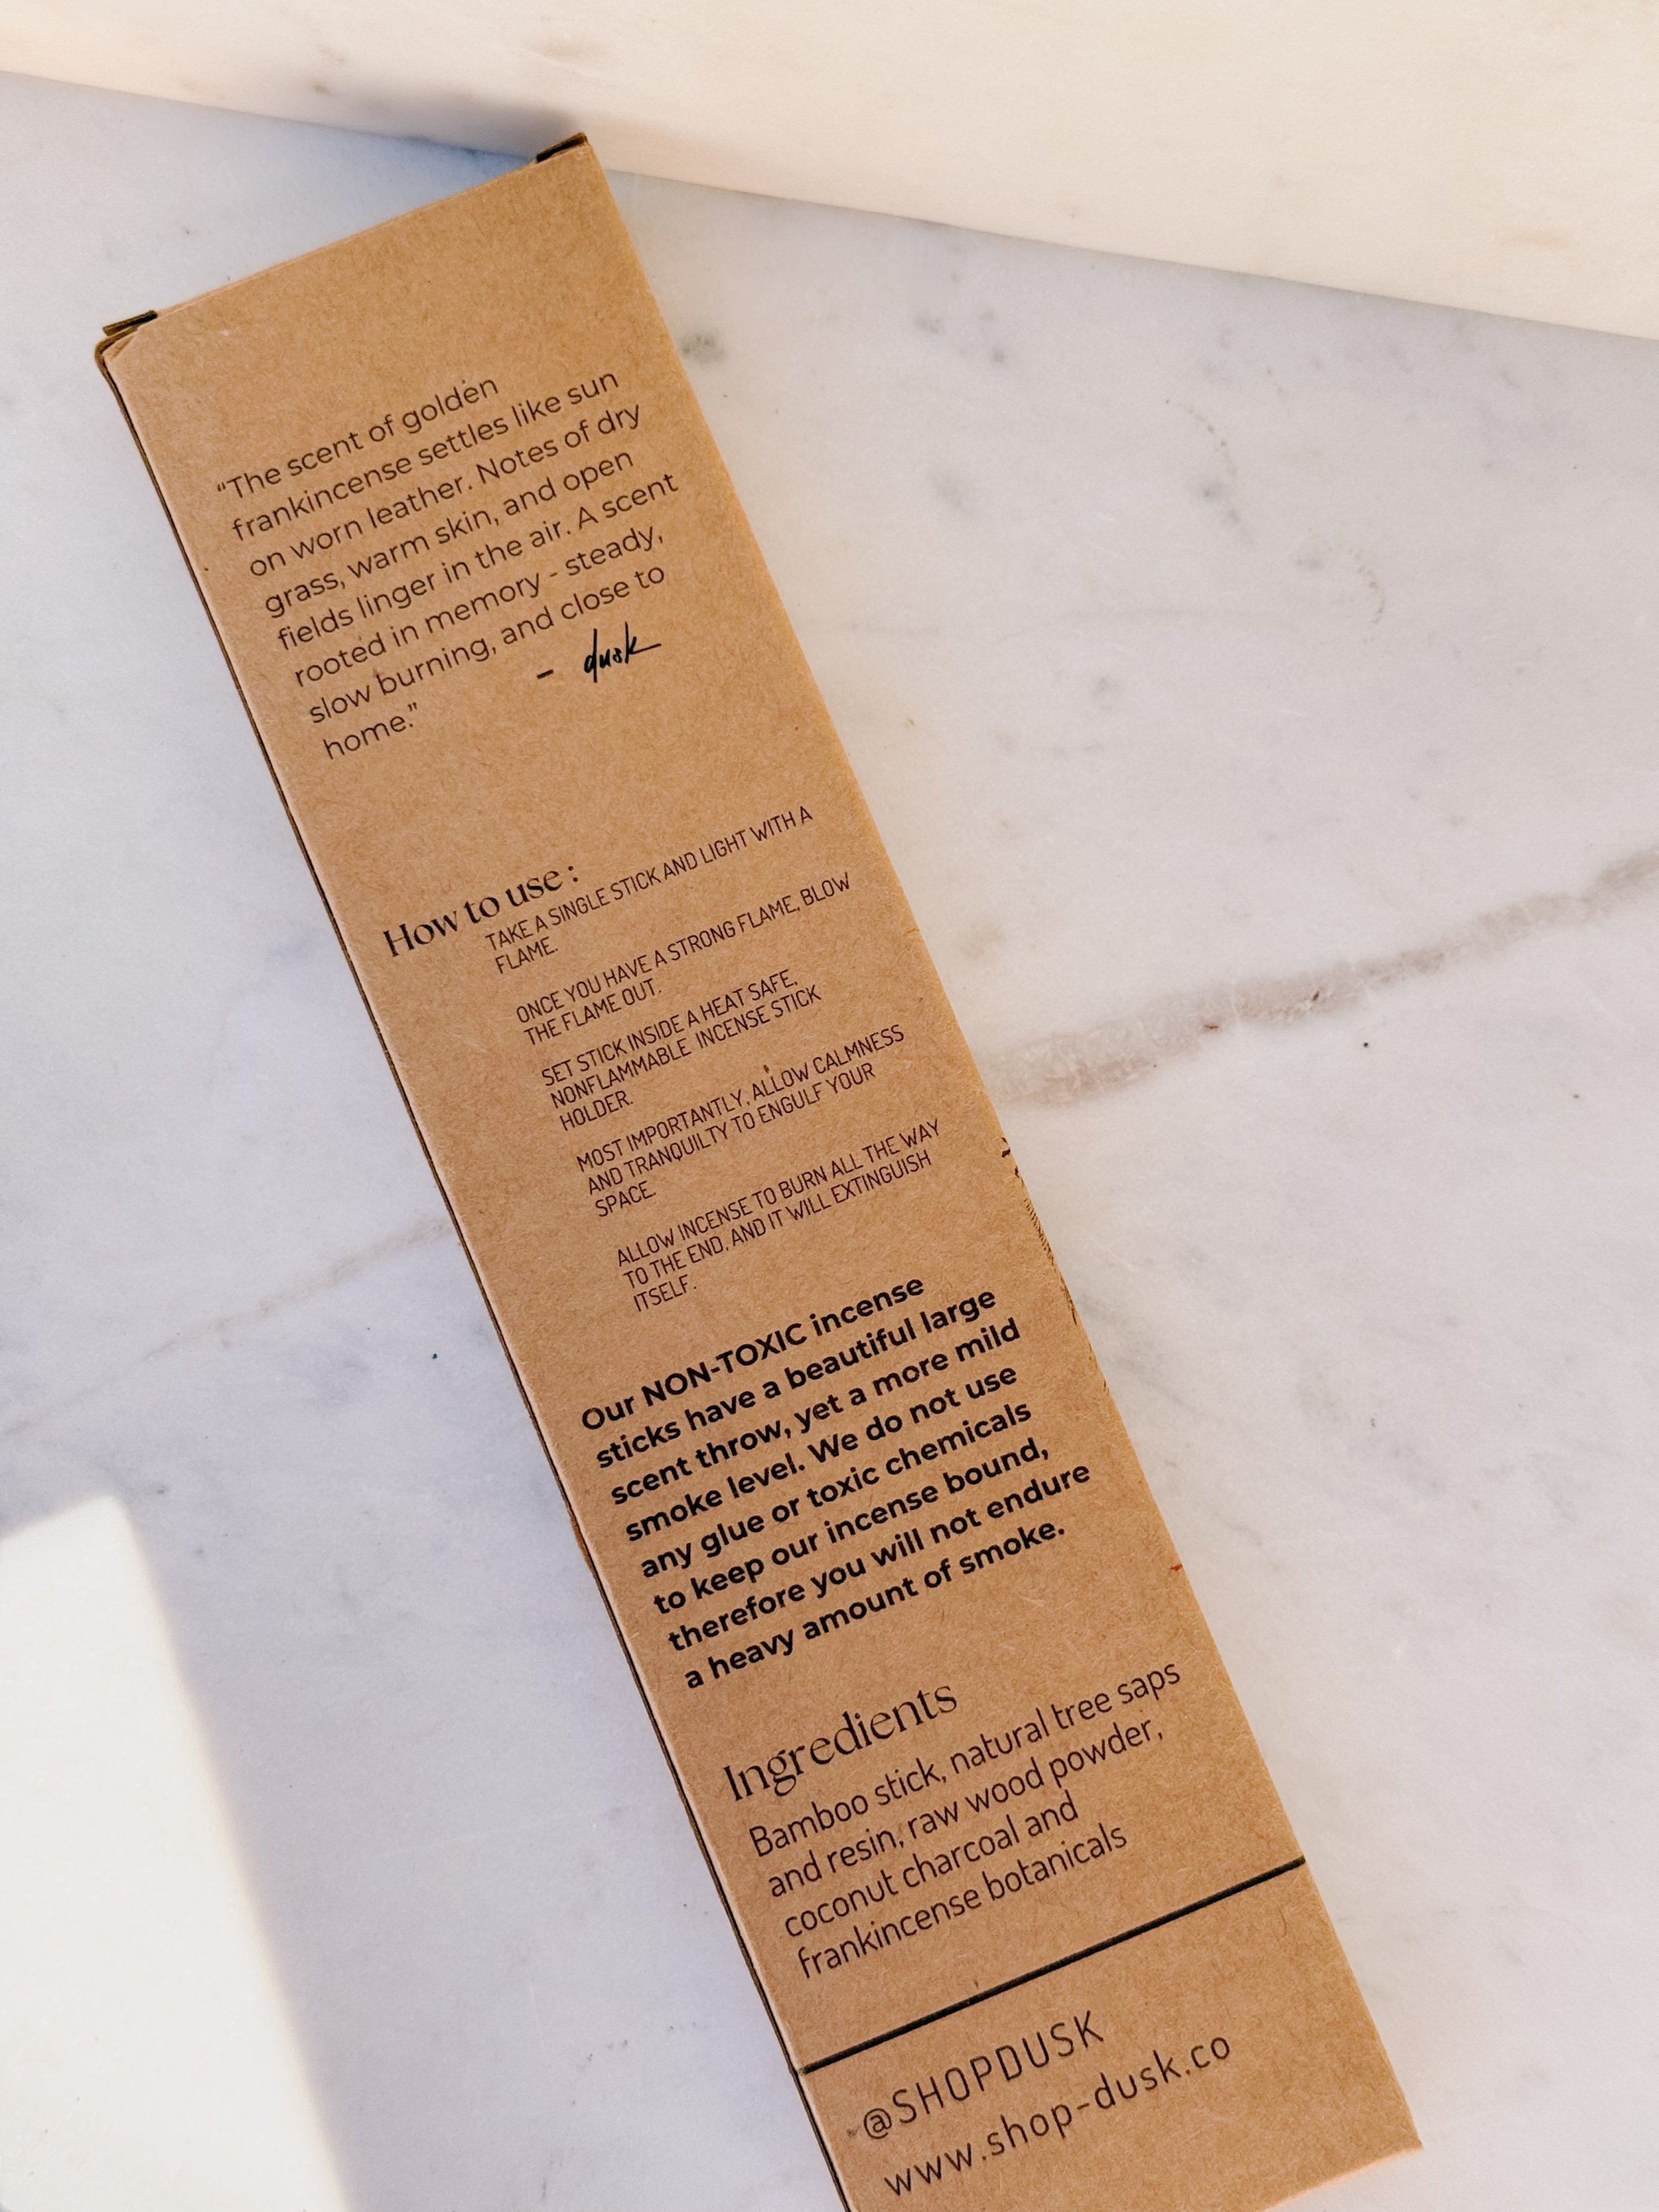 “The scent of golden
frankincense settles like sun
on worn leather. Notes of dry
grass, warm skin, and open
fields linger in the air. A scent
rooted in memory - steady,
slow burning, and close to
home.”
- dusk
How to use :
TAKE A SINGLE STICK AND LIGHT WITH A
FLAME.
ONCE YOU HAVE A STRONG FLAME, BLOW
THE FLAME OUT.
SET STICK INSIDE A HEAT SAFE,
NONFLAMMABLE INCENSE STICK
HOLDER.
MOST IMPORTANTLY, ALLOW CALMNESS
AND TRANQUILTY TO ENGULF YOUR
SPACE.
ALLOW INCENSE TO BURN ALL THE WAY
TO THE END, AND IT WILL EXTINGUISH
ITSELF.
Our NON-TOXIC incense
sticks have a beautiful large
scent throw, yet a more mild
smoke level. We do not use
any glue or toxic chemicals
to keep our incense bound,
therefore you will not endure
a heavy amount of smoke.
Ingredients
Bamboo stick, natural tree saps
and resin, raw wood powder,
coconut charcoal and
frankincense botanicals
@SHOPDUSK
www.shop-dusk.co